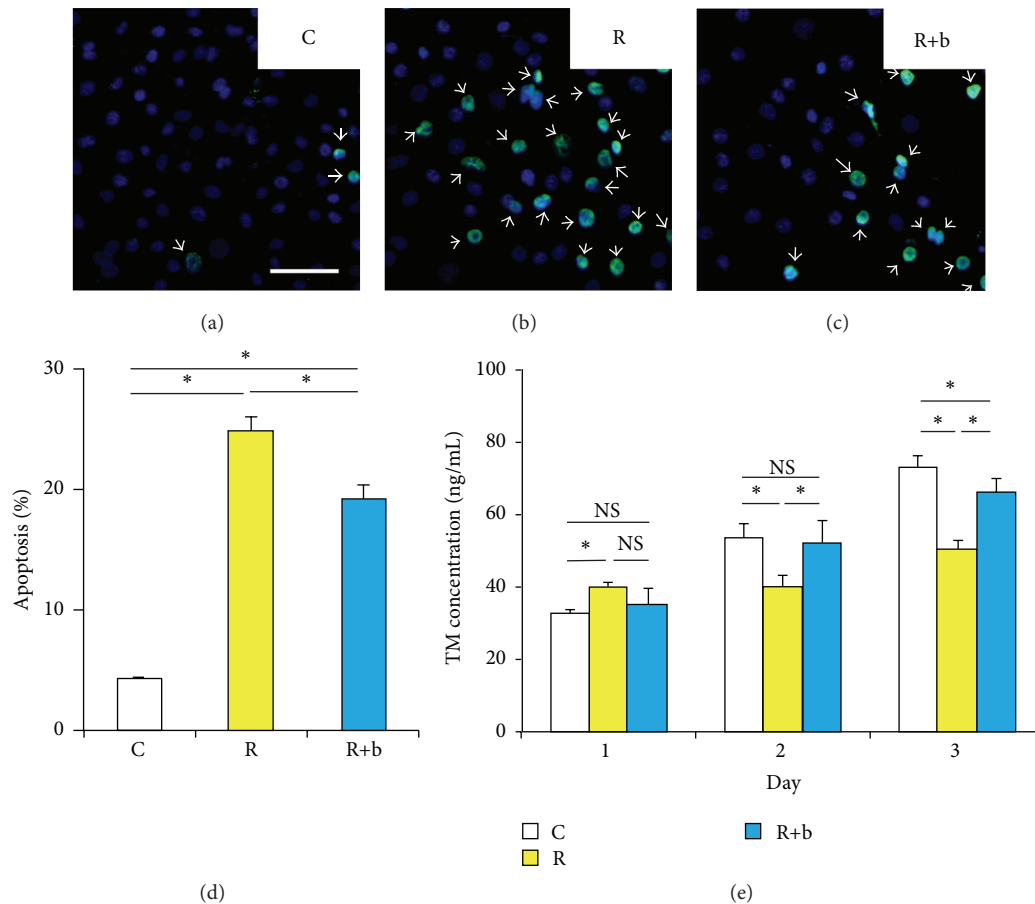 C
R
R+b
(a)
(b)
(c)
30
20
10
0
Apoptosis (%)
*
*
*
C
R
R+b
(d)
100
80
60
40
20
0
TM concentration (ng/mL)
NS
*
NS
NS
*
*
*
*
*
1
2
3
Day
C
R
R+b
(e)